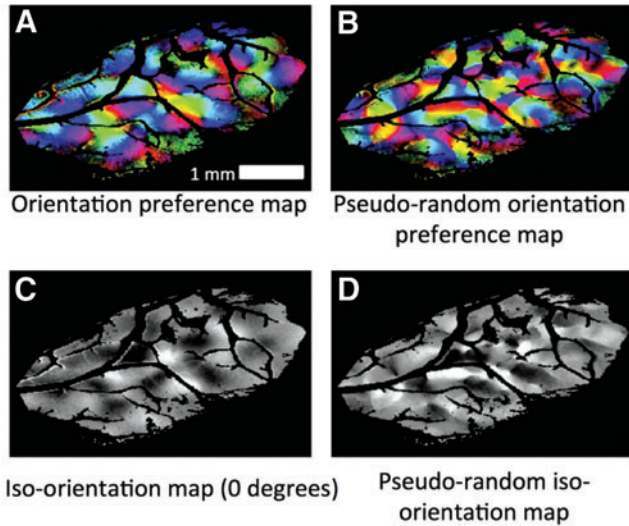 A
B
1 mm
Orientation preference map
Pseudo-random orientation
preference map
C
D
Iso-orientation map (0 degrees)
Pseudo-random iso-
orientation map